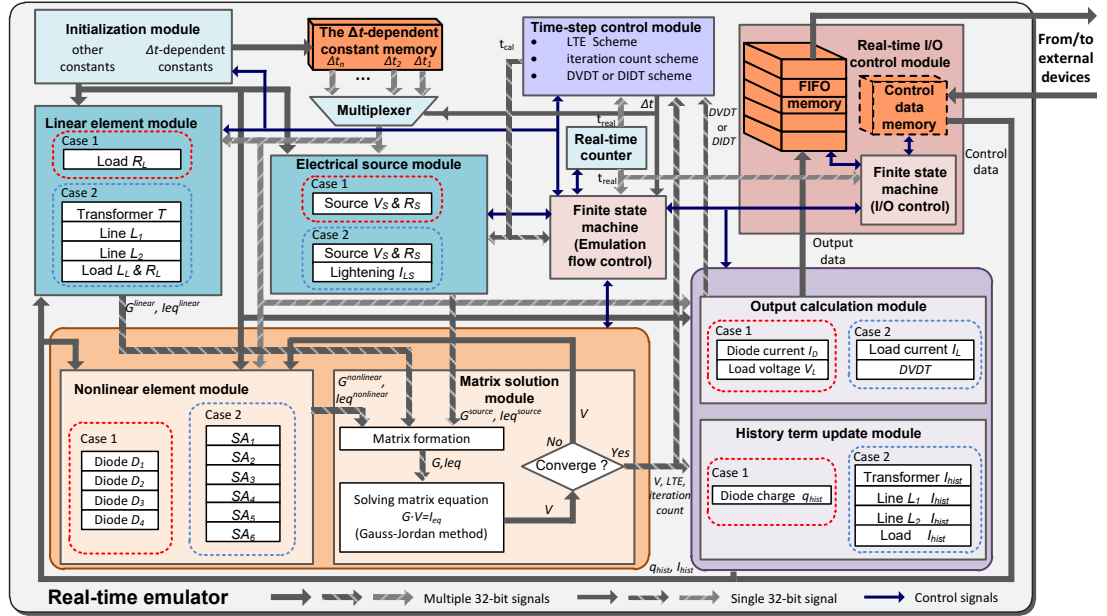 Initialization module
other
constants
Δt-dependent
constants
The Δt-dependent
constant memory
Δtn ... Δt2 Δt1
Multiplexer
Time-step control module
• LTE Scheme
• iteration count scheme
• DVDT or DIDT scheme
tcal
treal
Δt
DVDT
or
DIDT
Real-time
counter
treal
Real-time I/O
control module
FIFO
memory
Control
data
memory
Finite state
machine
(I/O control)
From/to
external
devices
Control
data
Output
data
Linear element module
Case 1
Load RL
Case 2
Transformer T
Line L1
Line L2
Load LL & RL
Electrical source module
Case 1
Source VS & RS
Case 2
Source VS & RS
Lightening ILS
Finite state
machine
(Emulation
flow control)
G^linear, Ieq^linear
Nonlinear element module
Case 1
Diode D1
Diode D2
Diode D3
Diode D4
Case 2
SA1
SA2
SA3
SA4
SA5
SA6
G^nonlinear,
Ieq^nonlinear
Matrix solution
module
G^source, Ieq^source
Matrix formation
G,Ieq
Solving matrix equation
G·V=Ieq
(Gauss-Jordan method)
V
Converge ?
No
V
Yes
V, LTE,
iteration
count
Output calculation module
Case 1
Diode current ID
Load voltage VL
Case 2
Load current IL
DVDT
History term update module
Case 1
Diode charge qhist
Case 2
Transformer Ihist
Line L1 Ihist
Line L2 Ihist
Load Ihist
qhist, Ihist
Real-time emulator
Multiple 32-bit signals
Single 32-bit signal
Control signals